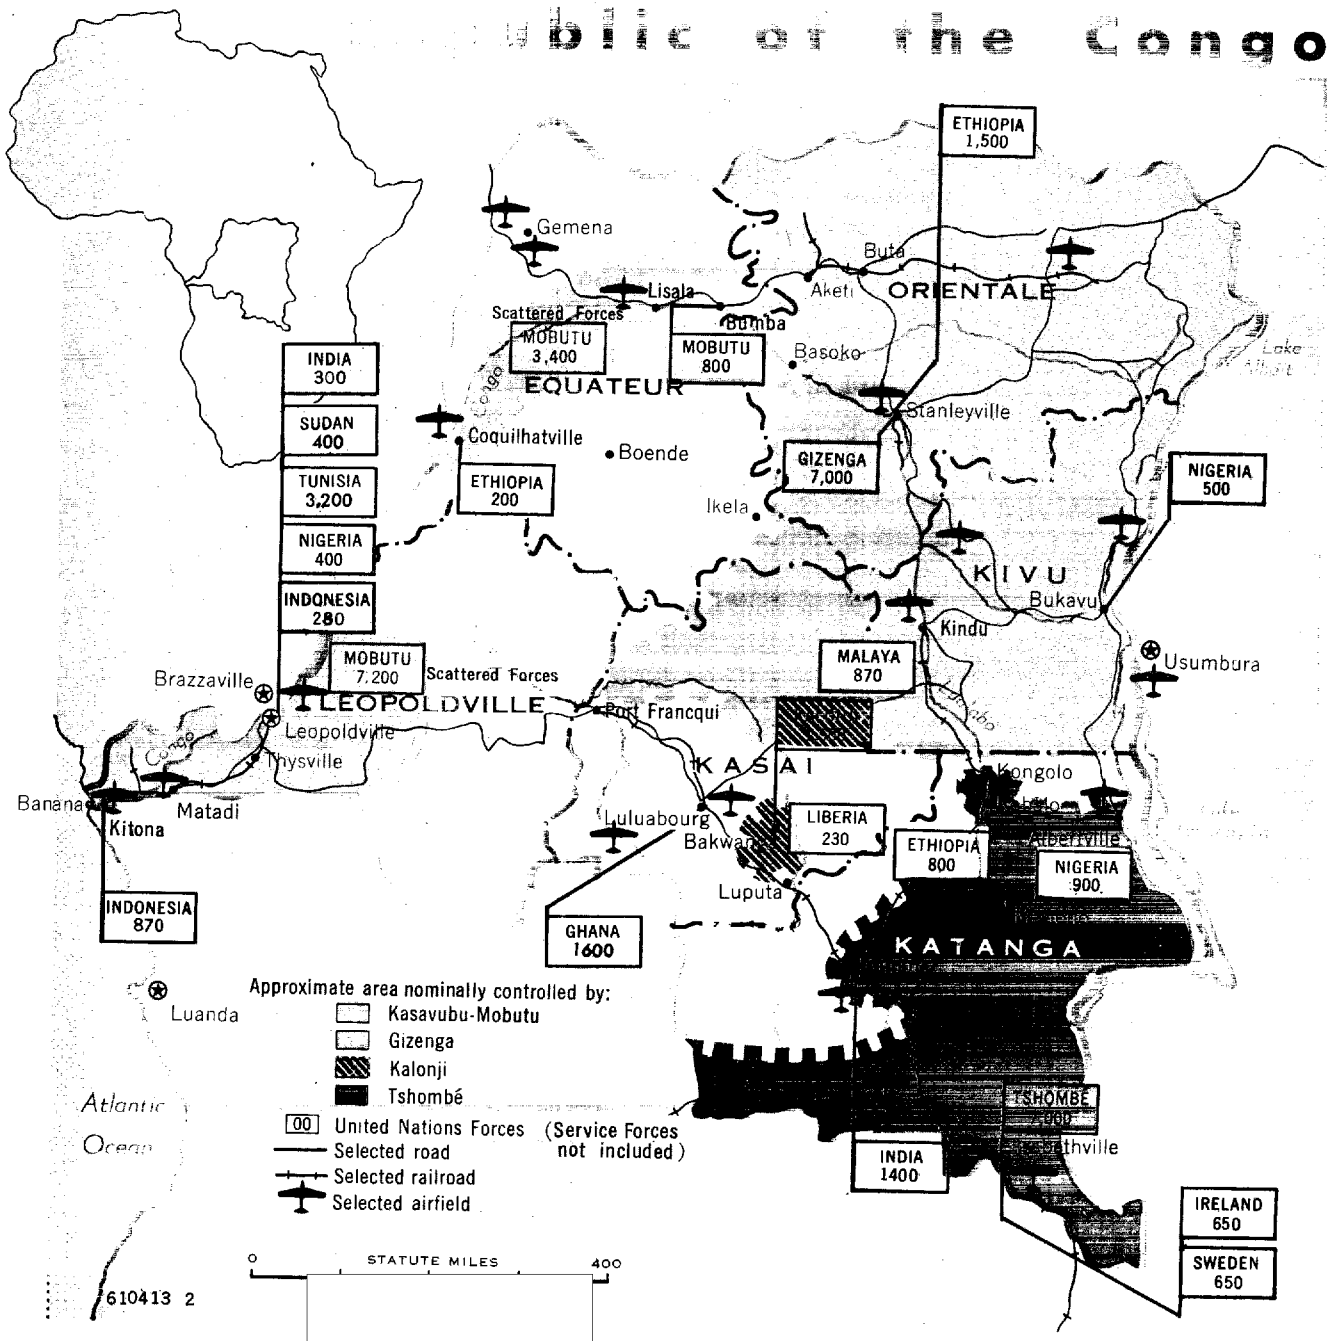 ublic of the Congo
ETHIOPIA
1,500
Gemena
Buta
Aketi
ORIENTALE
Lisala
Scattered Forces
Bumba
MOBUTU
3,400
MOBUTU
800
Basoko
Lake
Albert
EQUATEUR
Congo
INDIA
300
SUDAN
400
TUNISIA
3,200
NIGERIA
400
INDONESIA
280
Coquilhatville
Stanleyville
Boende
ETHIOPIA
200
GIZENGA
7,000
NIGERIA
500
Ikela
KIVU
Bukavu
Kindu
Usumbura
MALAYA
870
MOBUTU
7,200
Scattered Forces
Brazzaville
LEOPOLDVILLE
Leopoldville
Port Francqui
Congo
Thysville
KASAI
Kongolo
Banana
Matadi
Kitona
Luluabourg
LIBERIA
230
ETHIOPIA
800
Albertville
NIGERIA
900
Luputa
INDONESIA
870
GHANA
1600
KATANGA
Luanda
Approximate area nominally controlled by:
Kasavubu-Mobutu
Gizenga
Kalonji
Tshombé
00 United Nations Forces (Service Forces
not included)
Selected road
Selected railroad
Selected airfield
Atlantic
Ocean
TSHOMBE
INDIA
1400
IRELAND
650
SWEDEN
650
0 STATUTE MILES 400
610413 2